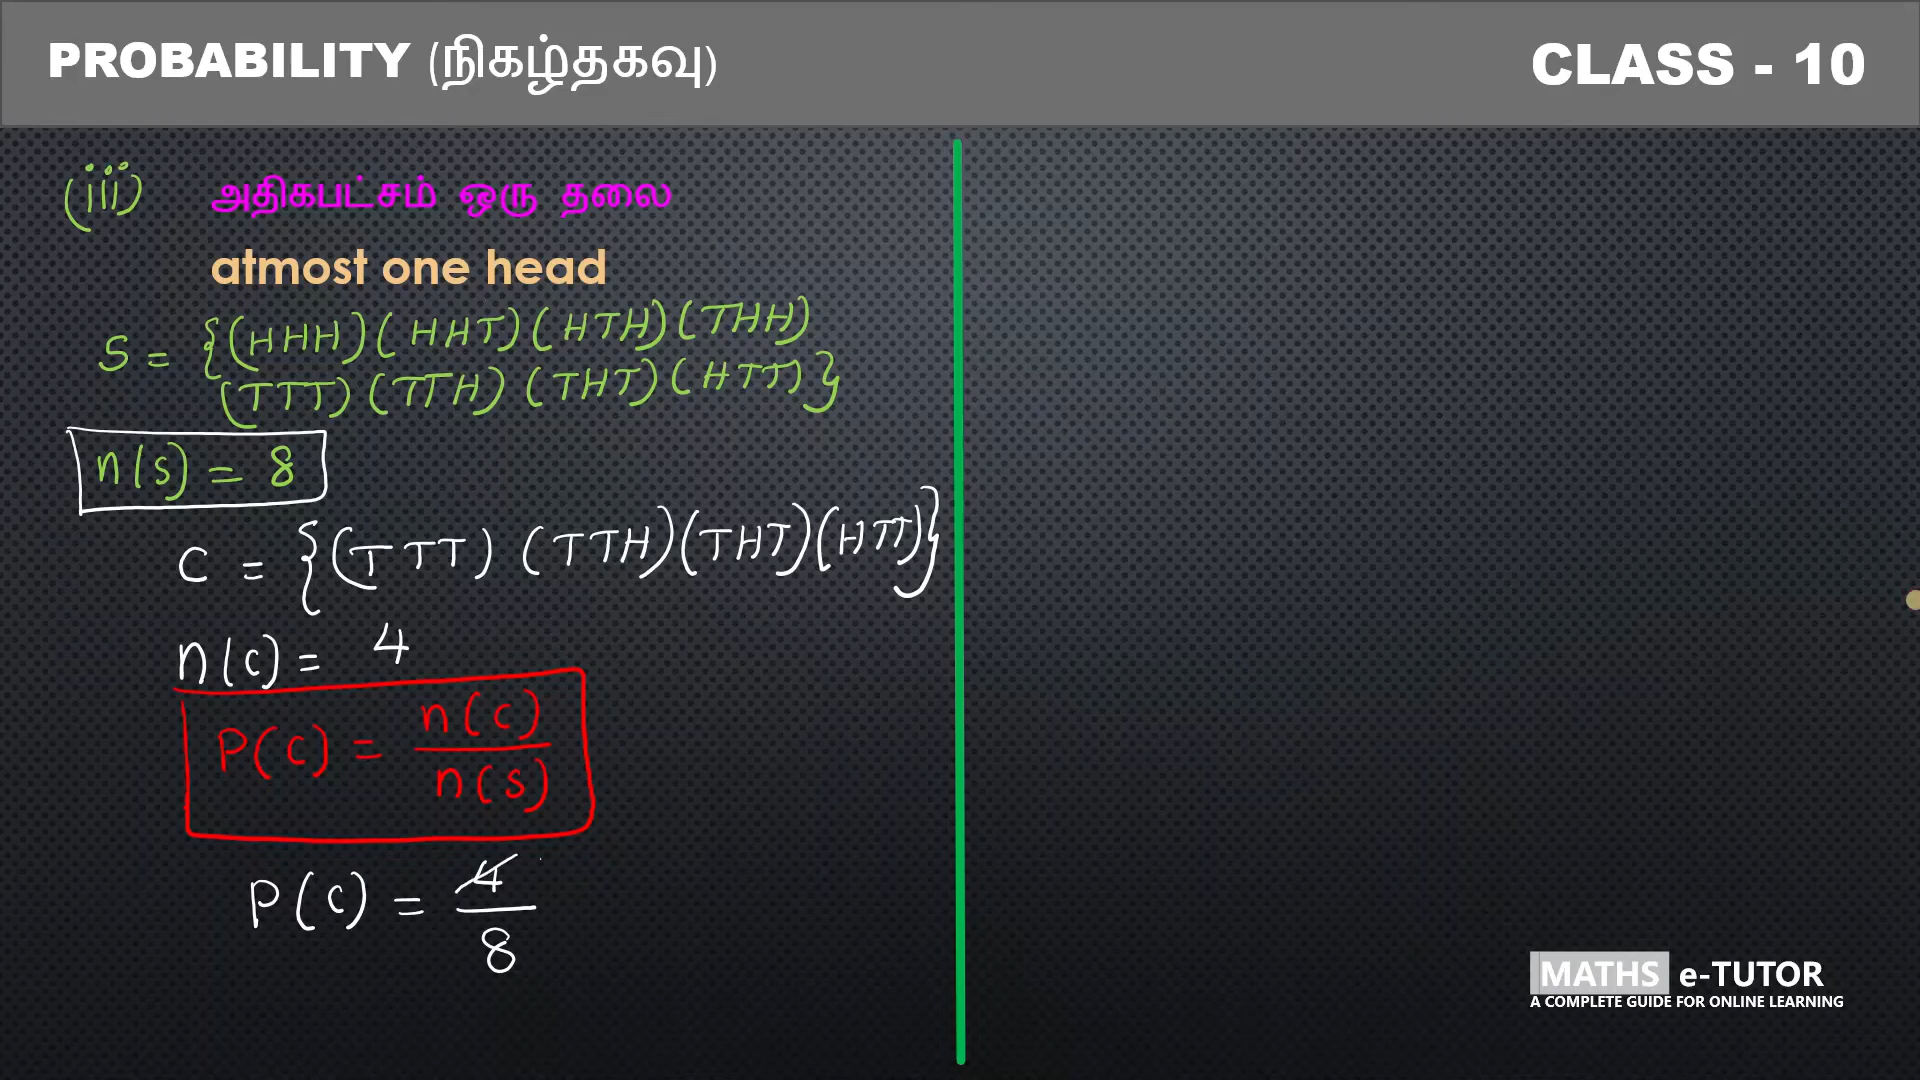 PROBABILITY (நிகழ்தகவு)
CLASS - 10
(iii) அதிகபட்சம் ஒரு தலை
atmost one head
S = {(HHH)(HHT)(HTH)(THH)
(TTT)(TTH)(THT)(HTT)}
n(s) = 8
C = {(TTT) (TTH)(THT)(HTT)}
n(c) = 4
P(c) = n(c)
n(s)
P(c) = 4
8
MATHS e-TUTOR
A COMPLETE GUIDE FOR ONLINE LEARNING